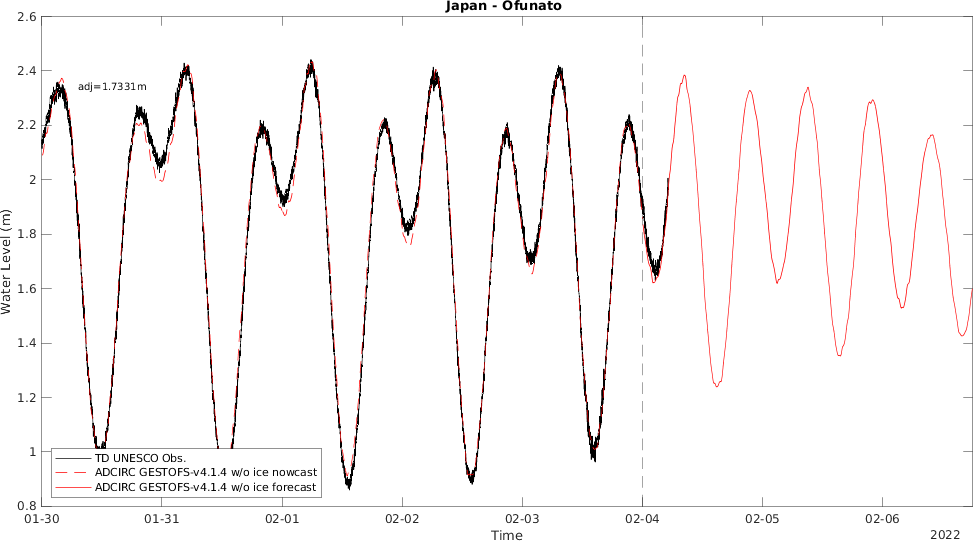 Japan - Ofunato
2.6
2.4
2.2
2
1.8
1.6
1.4
1.2
1
0.8
Water Level (m)
adj=1.7331m
TD UNESCO Obs.
ADCIRC GESTOFS-v4.1.4 w/o ice nowcast
ADCIRC GESTOFS-v4.1.4 w/o ice forecast
01-30 01-31 02-01 02-02 02-03 02-04 02-05 02-06
Time
2022